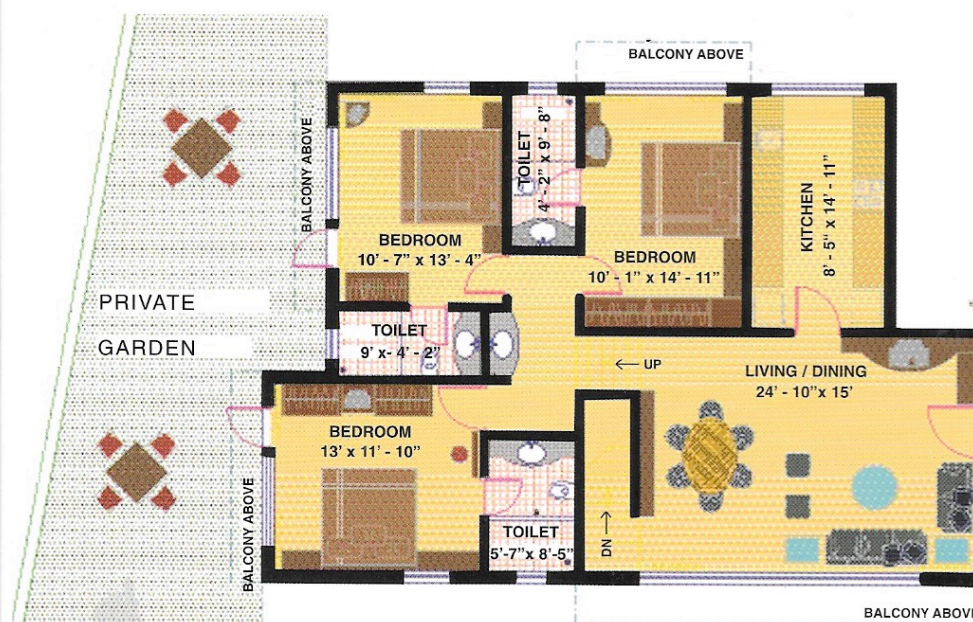 BALCONY ABOVE
BALCONY ABOVE
TOILET
4' - 2" x 9' - 8"
BEDROOM
10' - 7" x 13' - 4"
BEDROOM
10' - 1" x 14' - 11"
KITCHEN
8' - 5" x 14' - 11"
PRIVATE
GARDEN
TOILET
9' x- 4' - 2"
← UP
LIVING / DINING
24' - 10"x 15'
BEDROOM
13' x 11' - 10"
BALCONY ABOVE
TOILET
5'-7"x 8'-5"
DN →
BALCONY ABOVE